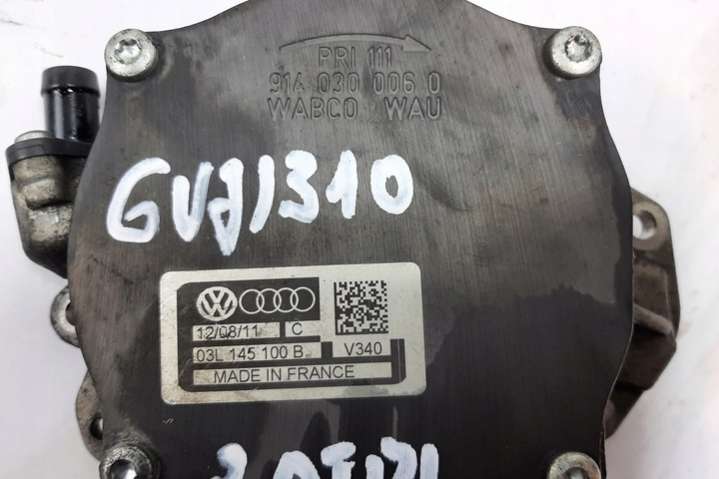 PRI 111
914 030 006 0
WABCO WAU
GVJ1310
12/08/11 C
03L 145 100 B V340
MADE IN FRANCE